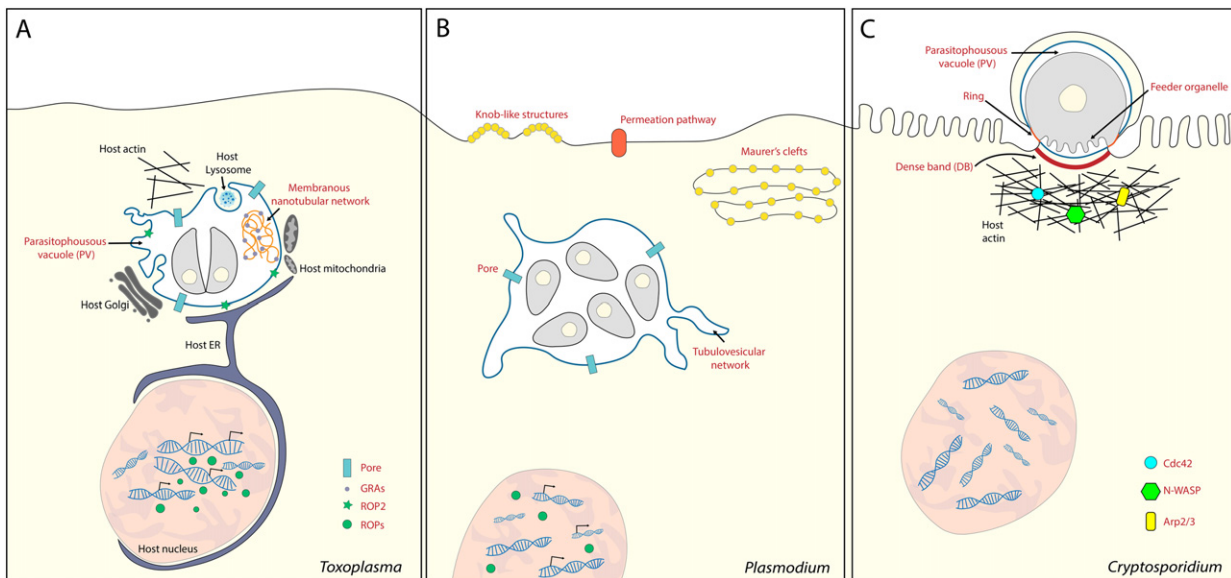 A
Host actin
Host
Lysosome
Membranous
nanotubular network
Parasitophousous
vacuole (PV)
Host mitochondria
Host Golgi
Host ER
Host nucleus
Pore
GRAs
ROP2
ROPs
Toxoplasma
B
Knob-like structures
Permeation pathway
Maurer's clefts
Pore
Tubulovesicular
network
Plasmodium
C
Parasitophousous
vacuole (PV)
Feeder organelle
Ring
Dense band (DB)
Host
actin
Cdc42
N-WASP
Arp2/3
Cryptosporidium